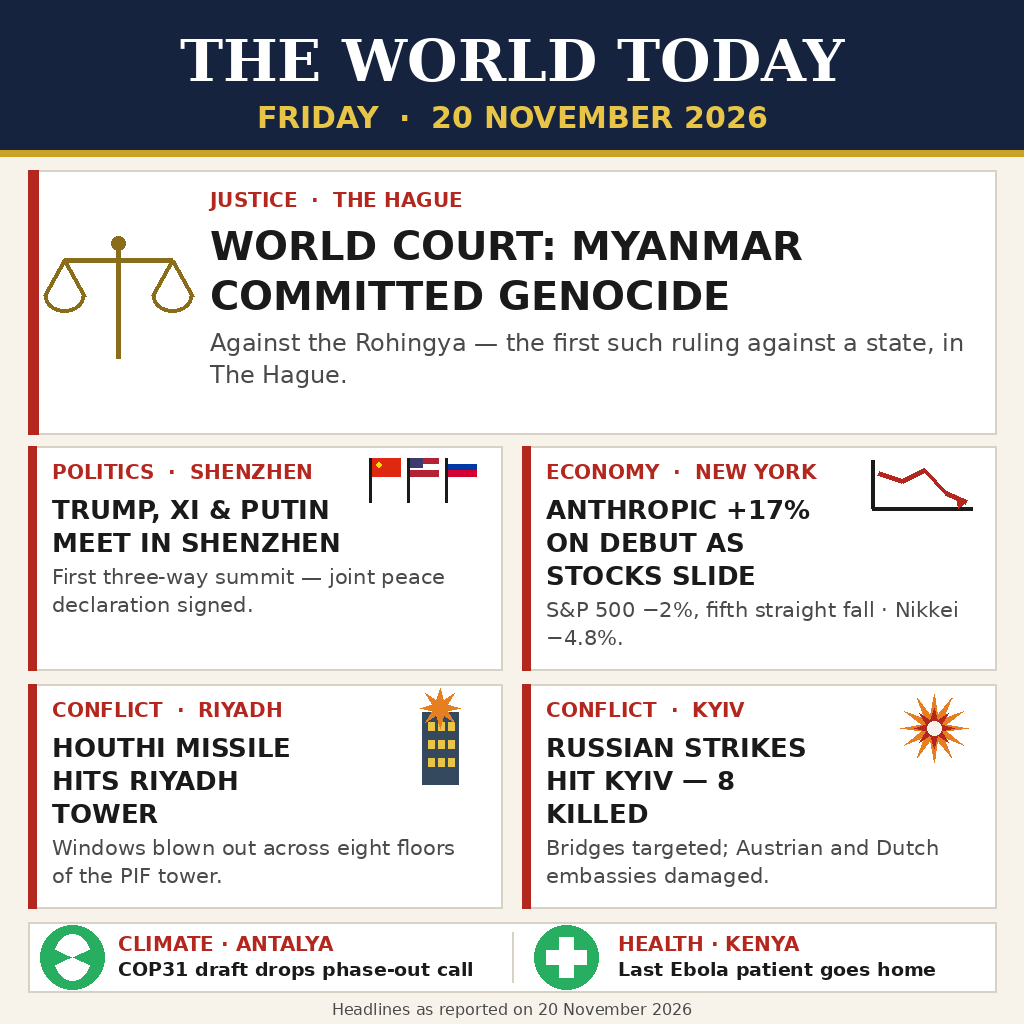 THE WORLD TODAY
FRIDAY · 20 NOVEMBER 2026
JUSTICE · THE HAGUE
WORLD COURT: MYANMAR
COMMITTED GENOCIDE
Against the Rohingya — the first such ruling against a state, in
The Hague.
POLITICS · SHENZHEN
TRUMP, XI & PUTIN
MEET IN SHENZHEN
First three-way summit — joint peace
declaration signed.
ECONOMY · NEW YORK
ANTHROPIC +17%
ON DEBUT AS
STOCKS SLIDE
S&P 500 −2%, fifth straight fall · Nikkei
−4.8%.
CONFLICT · RIYADH
HOUTHI MISSILE
HITS RIYADH
TOWER
Windows blown out across eight floors
of the PIF tower.
CONFLICT · KYIV
RUSSIAN STRIKES
HIT KYIV — 8
KILLED
Bridges targeted; Austrian and Dutch
embassies damaged.
CLIMATE · ANTALYA
COP31 draft drops phase-out call
HEALTH · KENYA
Last Ebola patient goes home
Headlines as reported on 20 November 2026